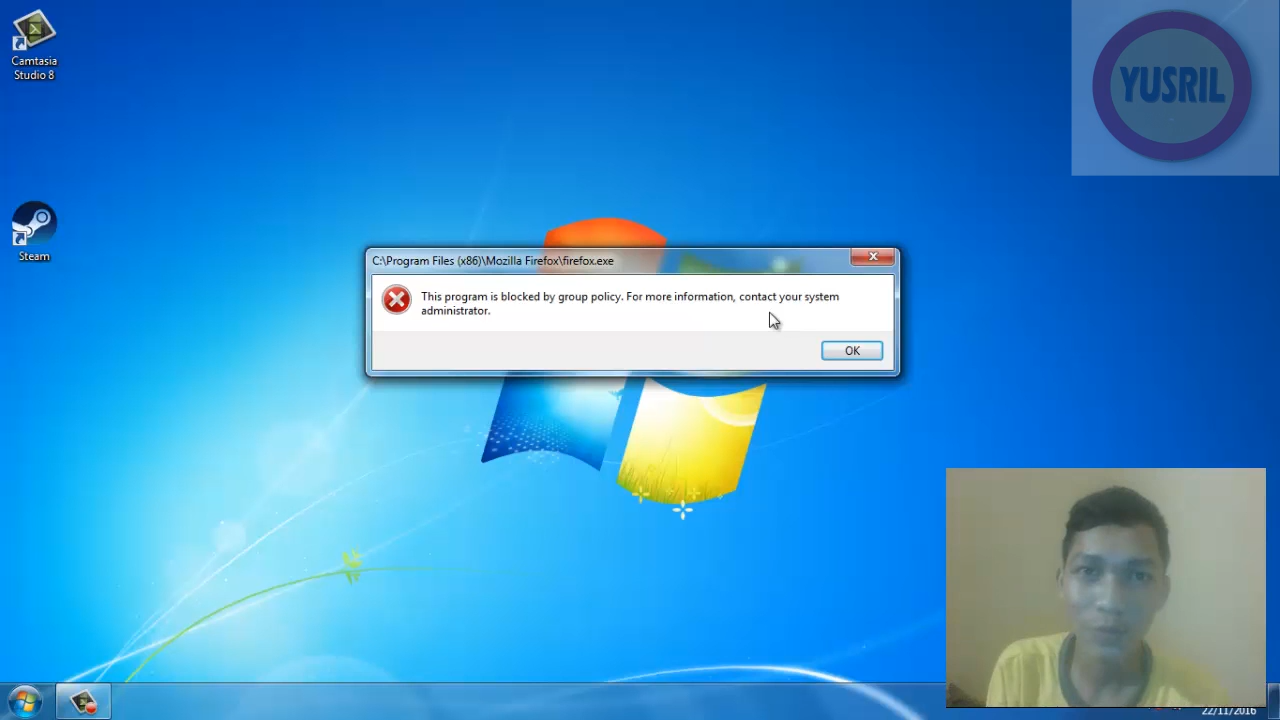 Camtasia
Studio 8
YUSRIL
Steam
C:\Program Files (x86)\Mozilla Firefox\firefox.exe
This program is blocked by group policy. For more information, contact your system
administrator.
OK
22/11/2016